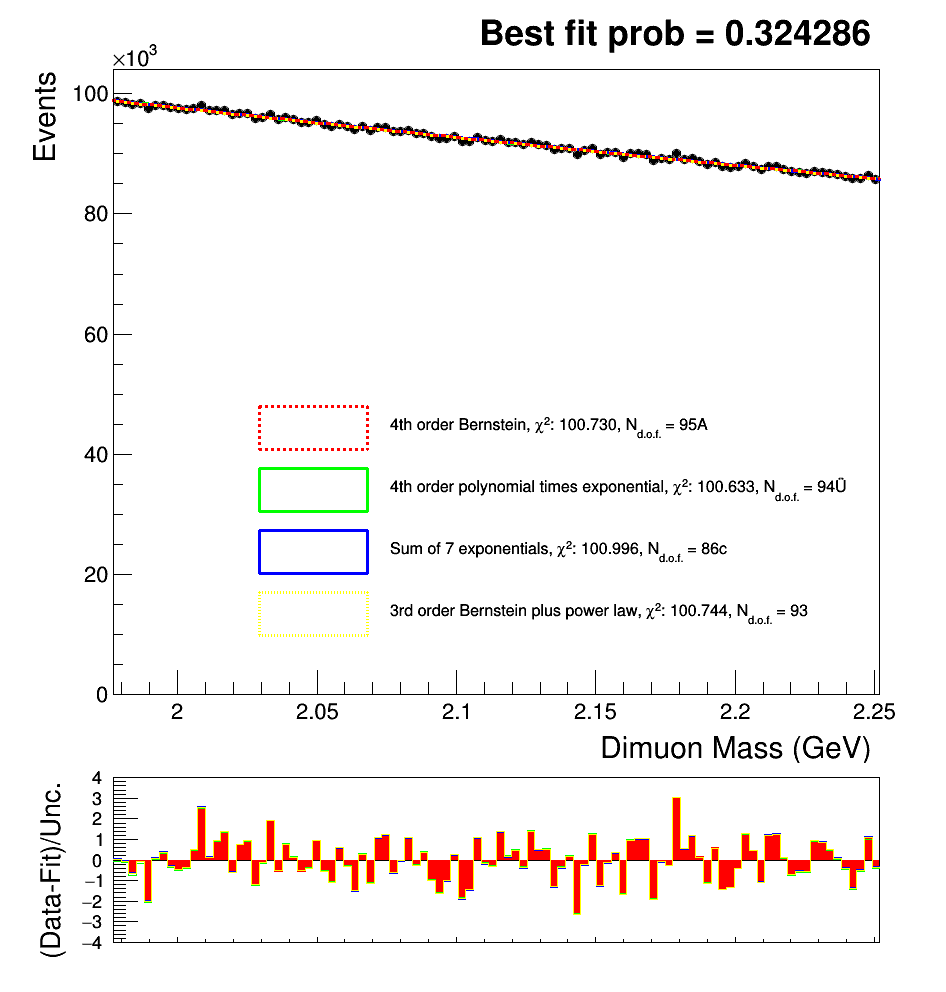 Best fit prob = 0.324286
×10³
Events
100
80
60
40
20
0
4th order Bernstein, χ²: 100.730, N_d.o.f. = 95A
4th order polynomial times exponential, χ²: 100.633, N_d.o.f. = 94Ü
Sum of 7 exponentials, χ²: 100.996, N_d.o.f. = 86c
3rd order Bernstein plus power law, χ²: 100.744, N_d.o.f. = 93
2 2.05 2.1 2.15 2.2 2.25
Dimuon Mass (GeV)
(Data-Fit)/Unc.
4
3
2
1
0
−1
−2
−3
−4